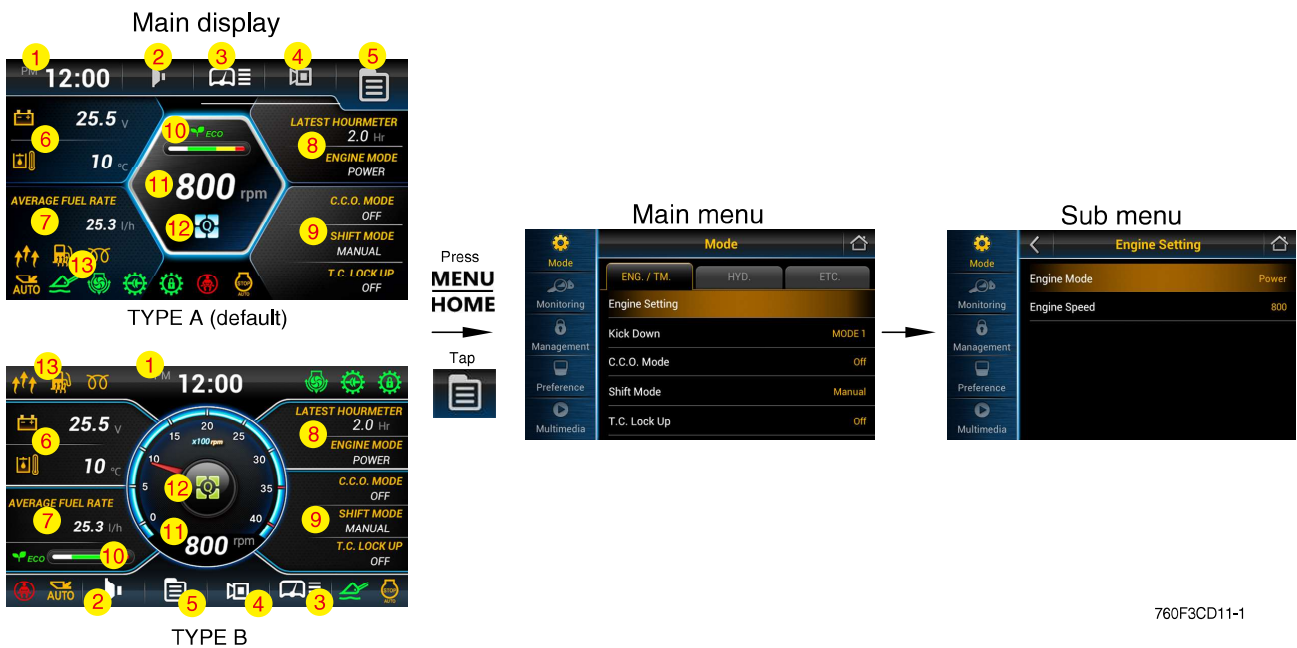 Main display
1
2
3
4
5
PM 12:00
6
25.5 V
10 °C
10
ECO
11
800 rpm
12
8
LATEST HOURMETER
2.0 Hr
ENGINE MODE
POWER
7
AVERAGE FUEL RATE
25.3 l/h
9
C.C.O. MODE
OFF
SHIFT MODE
MANUAL
T.C. LOCK UP
OFF
13
AUTO
STOP
AUTO
TYPE A (default)
Press
MENU
HOME
Tap
Main menu
Mode
Mode
Monitoring
Management
Preference
Multimedia
ENG. / TM.
HYD.
ETC.
Engine Setting
Kick Down MODE 1
C.C.O. Mode Off
Shift Mode Manual
T.C. Lock Up Off
Sub menu
Mode
Monitoring
Management
Preference
Multimedia
Engine Setting
Engine Mode Power
Engine Speed 800
13
1
PM 12:00
6
25.5 V
10 °C
7
AVERAGE FUEL RATE
25.3 l/h
ECO
10
0
5
10
15
20
25
30
35
40
x100 rpm
12
Q
11
800 rpm
8
LATEST HOURMETER
2.0 Hr
ENGINE MODE
POWER
9
C.C.O. MODE
OFF
SHIFT MODE
MANUAL
T.C. LOCK UP
OFF
AUTO
2
5
4
3
STOP
AUTO
TYPE B
760F3CD11-1